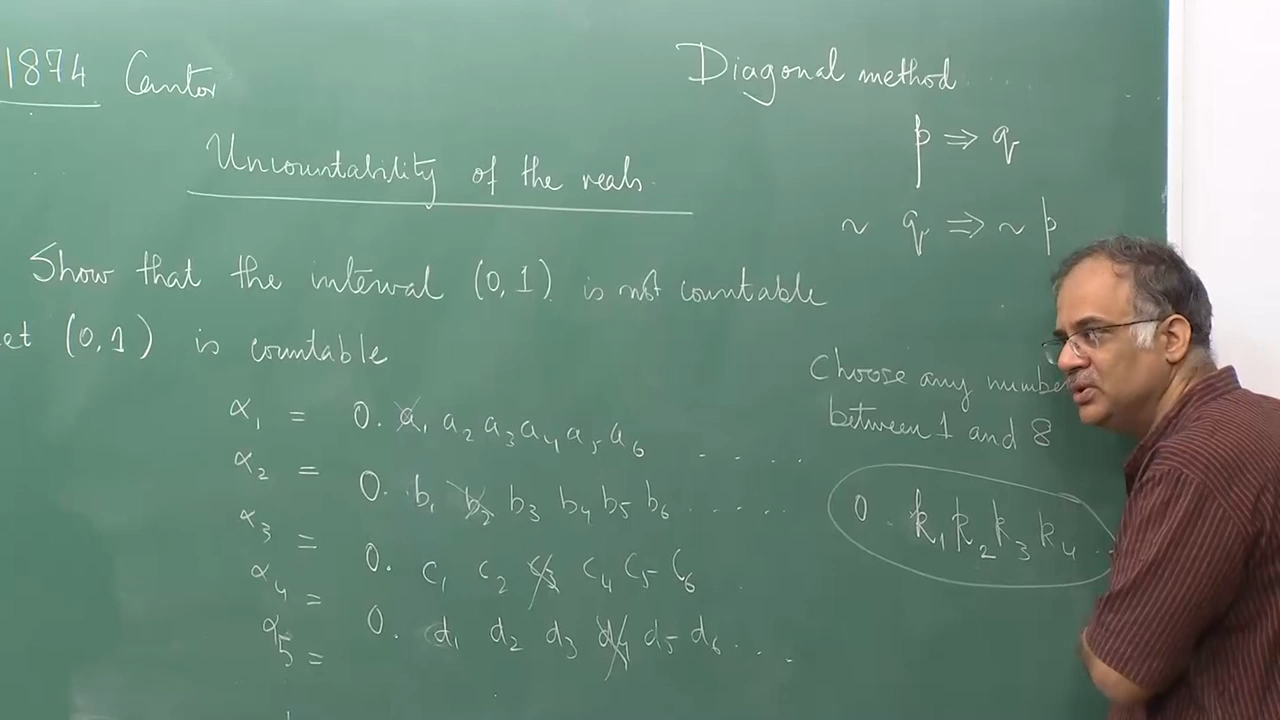 1874 Cantor
Diagonal method
p ⇒ q
~ q ⇒ ~ p
Uncountability of the reals.
Show that the interval (0,1) is not countable
et (0,1) is countable
α₁ = 0. a₁ a₂ a₃ a₄ a₅ a₆ .....
α₂ = 0. b₁ b₂ b₃ b₄ b₅ b₆ .....
α₃ = 0. c₁ c₂ c₃ c₄ c₅ c₆
α₄ = 0. d₁ d₂ d₃ d₄ d₅ d₆ ....
α₅ =
Choose any number
between 1 and 8
0. k₁ k₂ k₃ k₄ ..